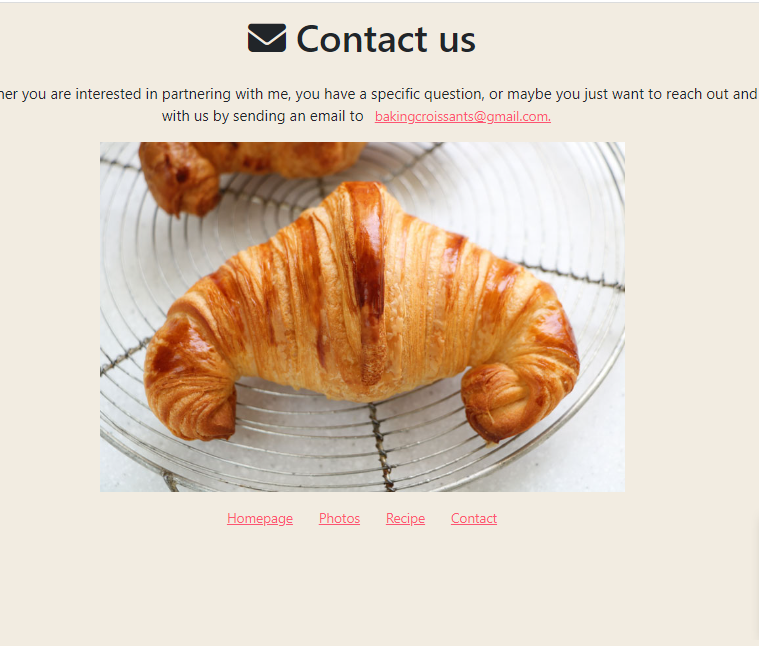 Contact us
you are interested in partnering with me, you have a specific question, or maybe you just want to reach out and
with us by sending an email to bakingcroissants@gmail.com.
Homepage Photos Recipe Contact